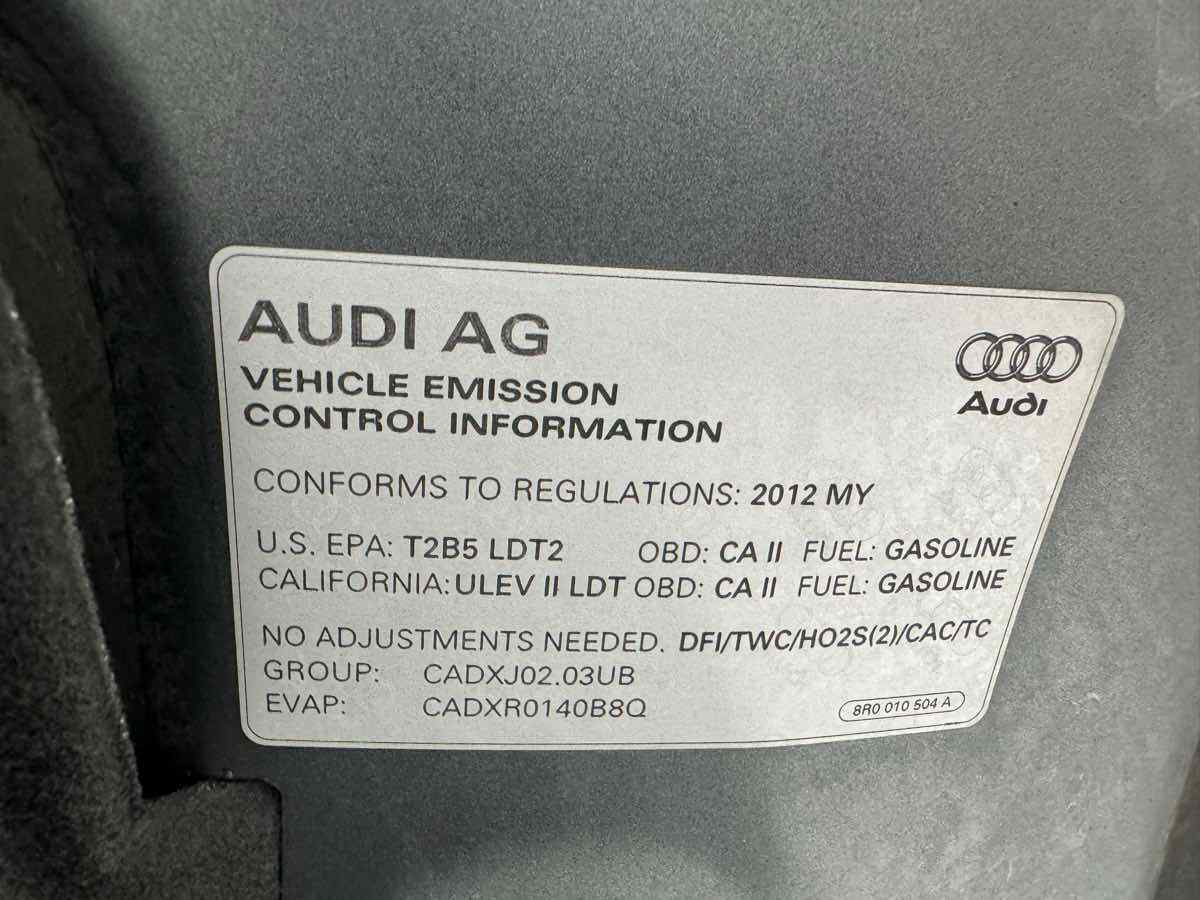 AUDI AG
Audi
VEHICLE EMISSION
CONTROL INFORMATION
CONFORMS TO REGULATIONS: 2012 MY
U.S. EPA: T2B5 LDT2 OBD: CA II FUEL: GASOLINE
CALIFORNIA: ULEV II LDT OBD: CA II FUEL: GASOLINE
NO ADJUSTMENTS NEEDED. DFI/TWC/HO2S(2)/CAC/TC
GROUP: CADXJ02.03UB
EVAP: CADXR0140B8Q
8R0 010 504 A